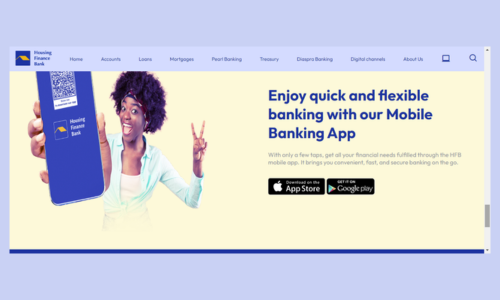 Housing
Finance
Bank
Home
Accounts
Loans
Mortgages
Pearl Banking
Treasury
Diaspira Banking
Digital channels
About Us
Housing
Finance
Bank
Enjoy quick and flexible
banking with our Mobile
Banking App
With only a few taps, get all your financial needs fulfilled through the HFB
mobile app. It brings you convenient, fast, and secure banking on the go.
Download on the
App Store
GET IT ON
Google play